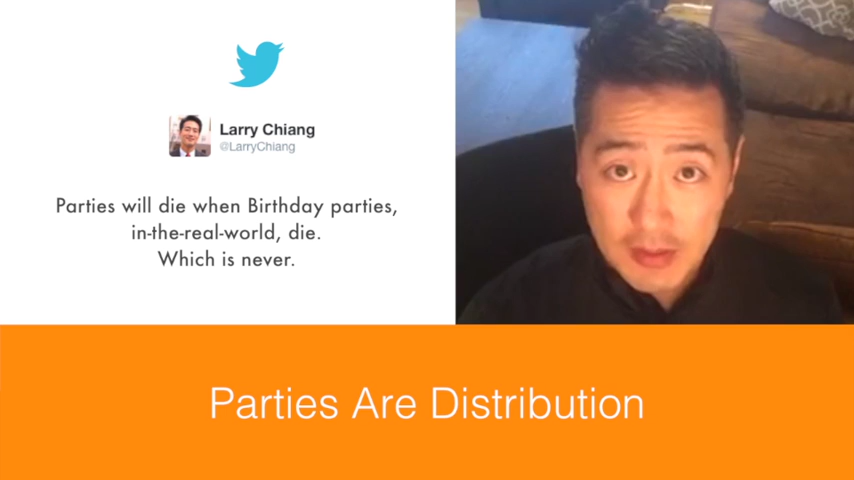 Larry Chiang
@LarryChiang
Parties will die when Birthday parties,
in-the-real-world, die.
Which is never.
Parties Are Distribution